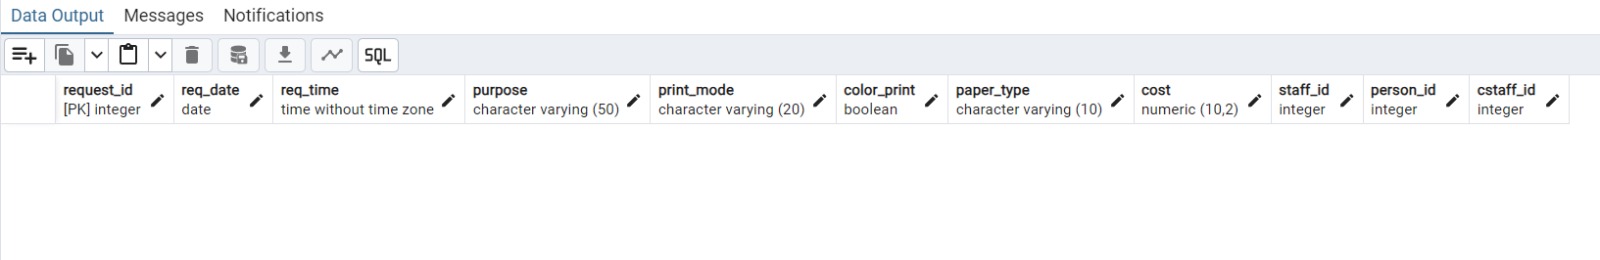 Data Output Messages Notifications
SQL
request_id req_date req_time purpose print_mode color_print paper_type cost staff_id person_id cstaff_id
[PK] integer date time without time zone character varying (50) character varying (20) boolean character varying (10) numeric (10,2) integer integer integer